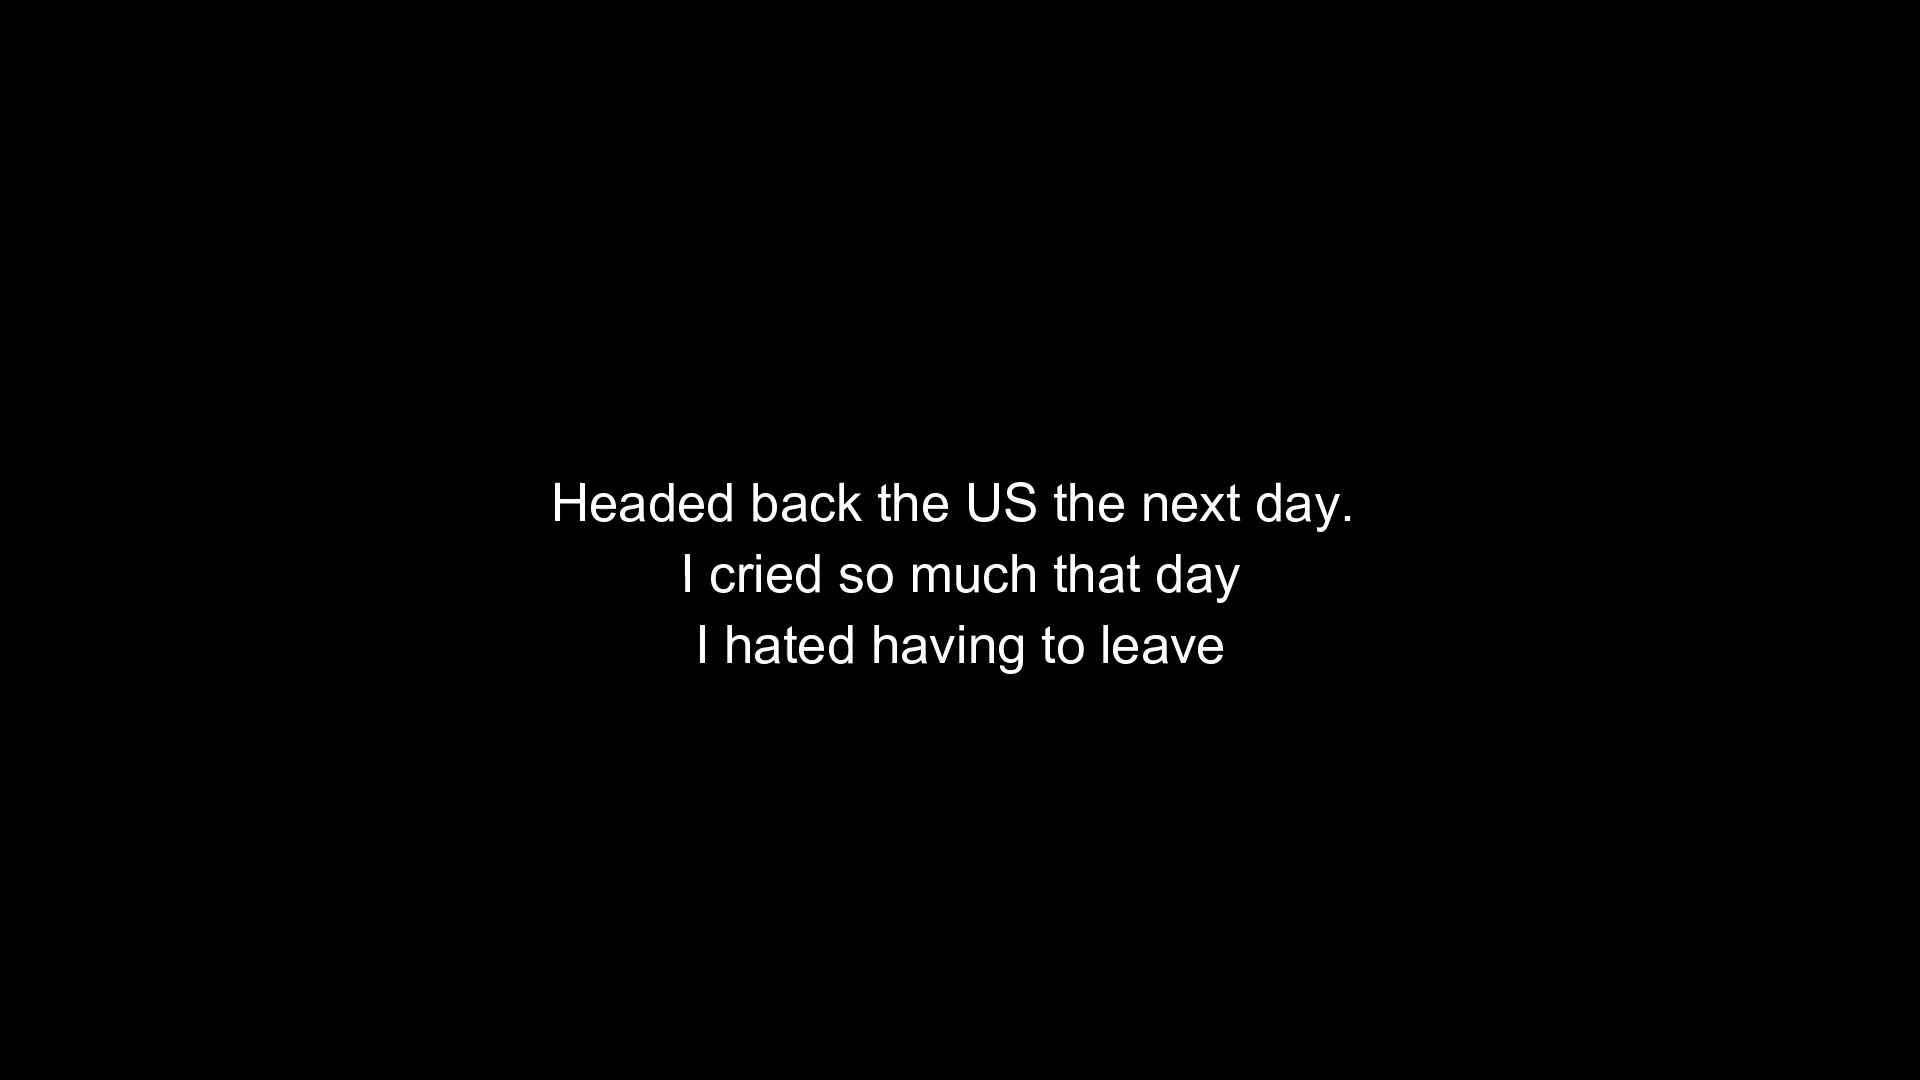 Headed back the US the next day.
I cried so much that day
I hated having to leave